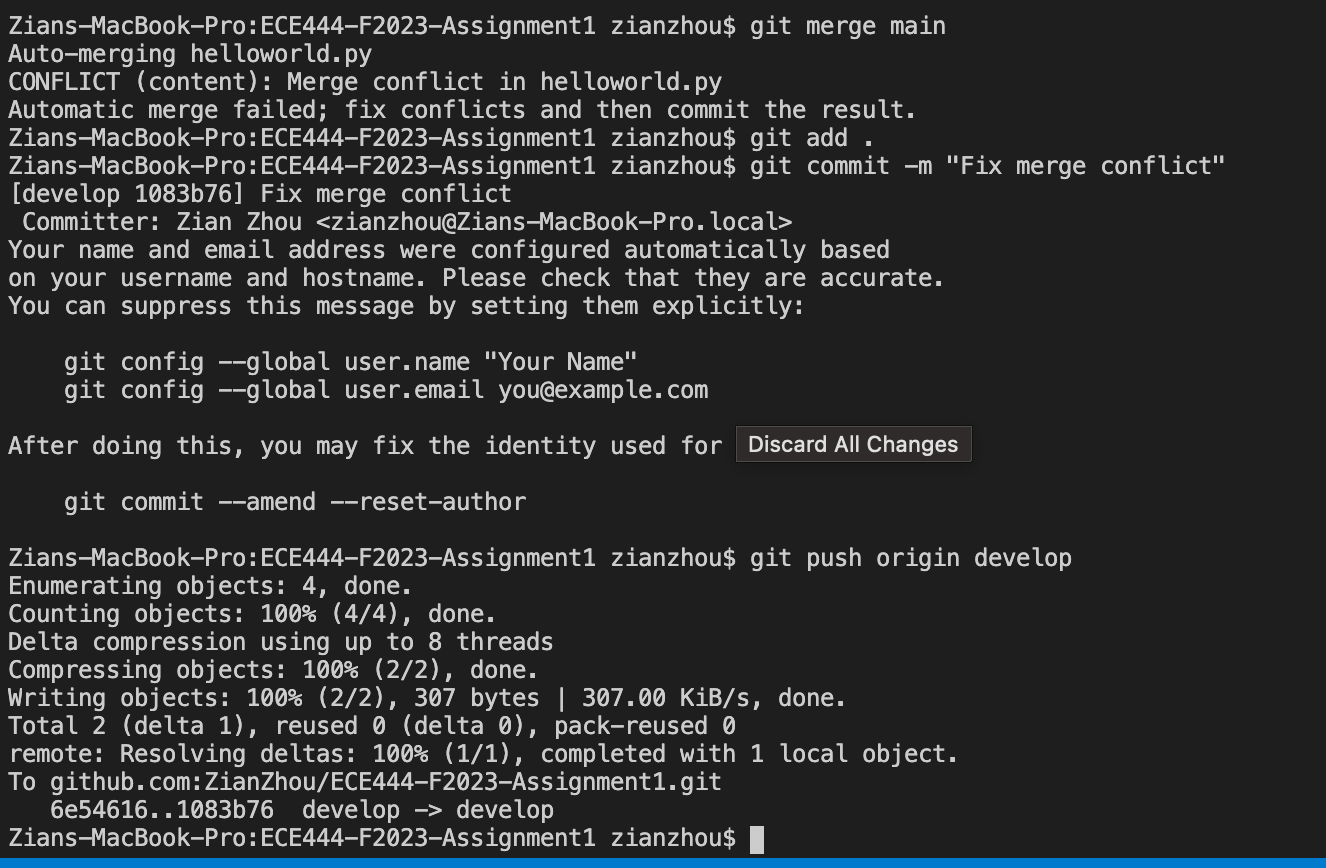 Zians-MacBook-Pro:ECE444-F2023-Assignment1 zianzhou$ git merge main
Auto-merging helloworld.py
CONFLICT (content): Merge conflict in helloworld.py
Automatic merge failed; fix conflicts and then commit the result.
Zians-MacBook-Pro:ECE444-F2023-Assignment1 zianzhou$ git add .
Zians-MacBook-Pro:ECE444-F2023-Assignment1 zianzhou$ git commit -m "Fix merge conflict"
[develop 1083b76] Fix merge conflict
 Committer: Zian Zhou <zianzhou@Zians-MacBook-Pro.local>
Your name and email address were configured automatically based
on your username and hostname. Please check that they are accurate.
You can suppress this message by setting them explicitly:

    git config --global user.name "Your Name"
    git config --global user.email you@example.com

After doing this, you may fix the identity used for Discard All Changes

    git commit --amend --reset-author

Zians-MacBook-Pro:ECE444-F2023-Assignment1 zianzhou$ git push origin develop
Enumerating objects: 4, done.
Counting objects: 100% (4/4), done.
Delta compression using up to 8 threads
Compressing objects: 100% (2/2), done.
Writing objects: 100% (2/2), 307 bytes | 307.00 KiB/s, done.
Total 2 (delta 1), reused 0 (delta 0), pack-reused 0
remote: Resolving deltas: 100% (1/1), completed with 1 local object.
To github.com:ZianZhou/ECE444-F2023-Assignment1.git
   6e54616..1083b76  develop -> develop
Zians-MacBook-Pro:ECE444-F2023-Assignment1 zianzhou$